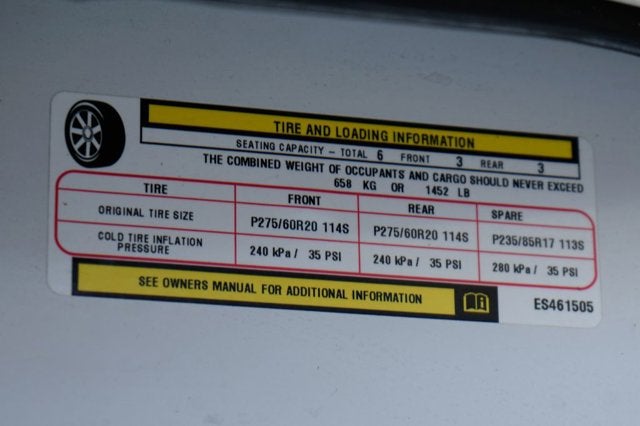 TIRE AND LOADING INFORMATION
SEATING CAPACITY – TOTAL 6 FRONT 3 REAR 3
THE COMBINED WEIGHT OF OCCUPANTS AND CARGO SHOULD NEVER EXCEED
658 KG OR 1452 LB
TIRE FRONT REAR SPARE
ORIGINAL TIRE SIZE P275/60R20 114S P275/60R20 114S P235/85R17 113S
COLD TIRE INFLATION PRESSURE 240 kPa / 35 PSI 240 kPa / 35 PSI 280 kPa / 35 PSI
SEE OWNERS MANUAL FOR ADDITIONAL INFORMATION
ES461505